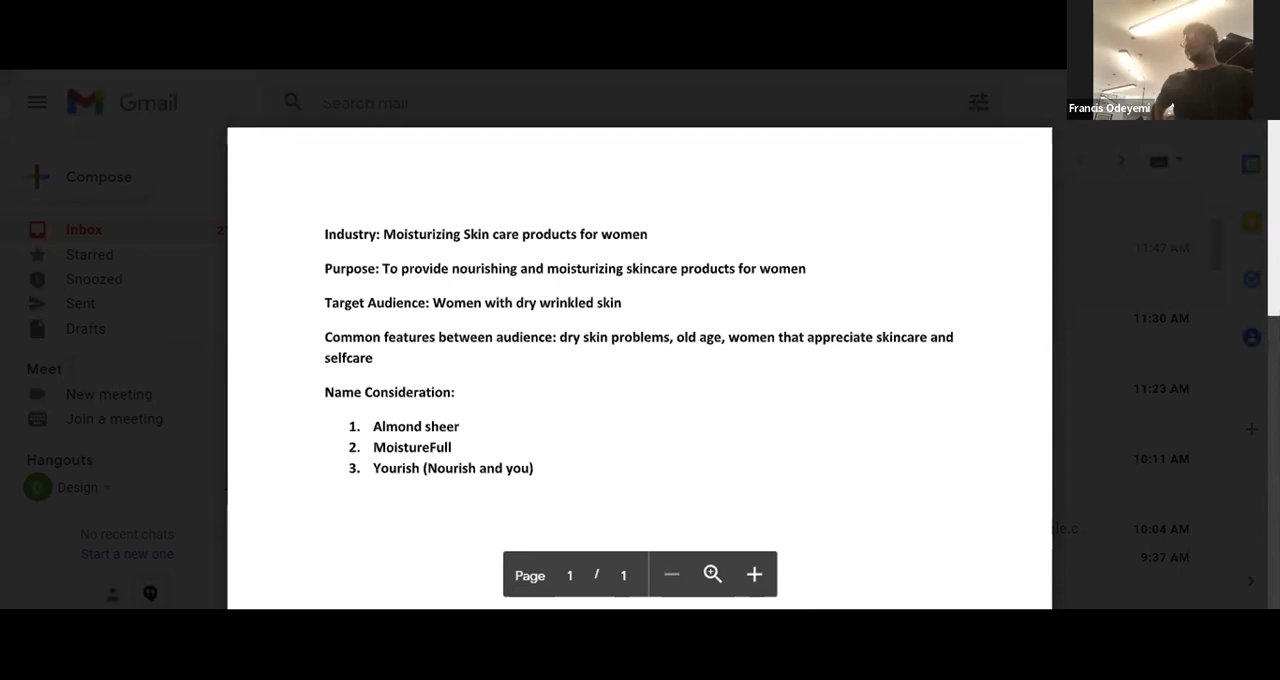 Francis Odeyemi
Gmail
Search mail
Compose
Inbox
Starred
Snoozed
Sent
Drafts
Meet
New meeting
Join a meeting
Hangouts
Design
No recent chats
Start a new one
Industry: Moisturizing Skin care products for women
Purpose: To provide nourishing and moisturizing skincare products for women
Target Audience: Women with dry wrinkled skin
Common features between audience: dry skin problems, old age, women that appreciate skincare and
selfcare
Name Consideration:
1. Almond sheer
2. MoistureFull
3. Yourish (Nourish and you)
Page 1 / 1
11:47 AM
11:30 AM
11:23 AM
10:11 AM
10:04 AM
9:37 AM